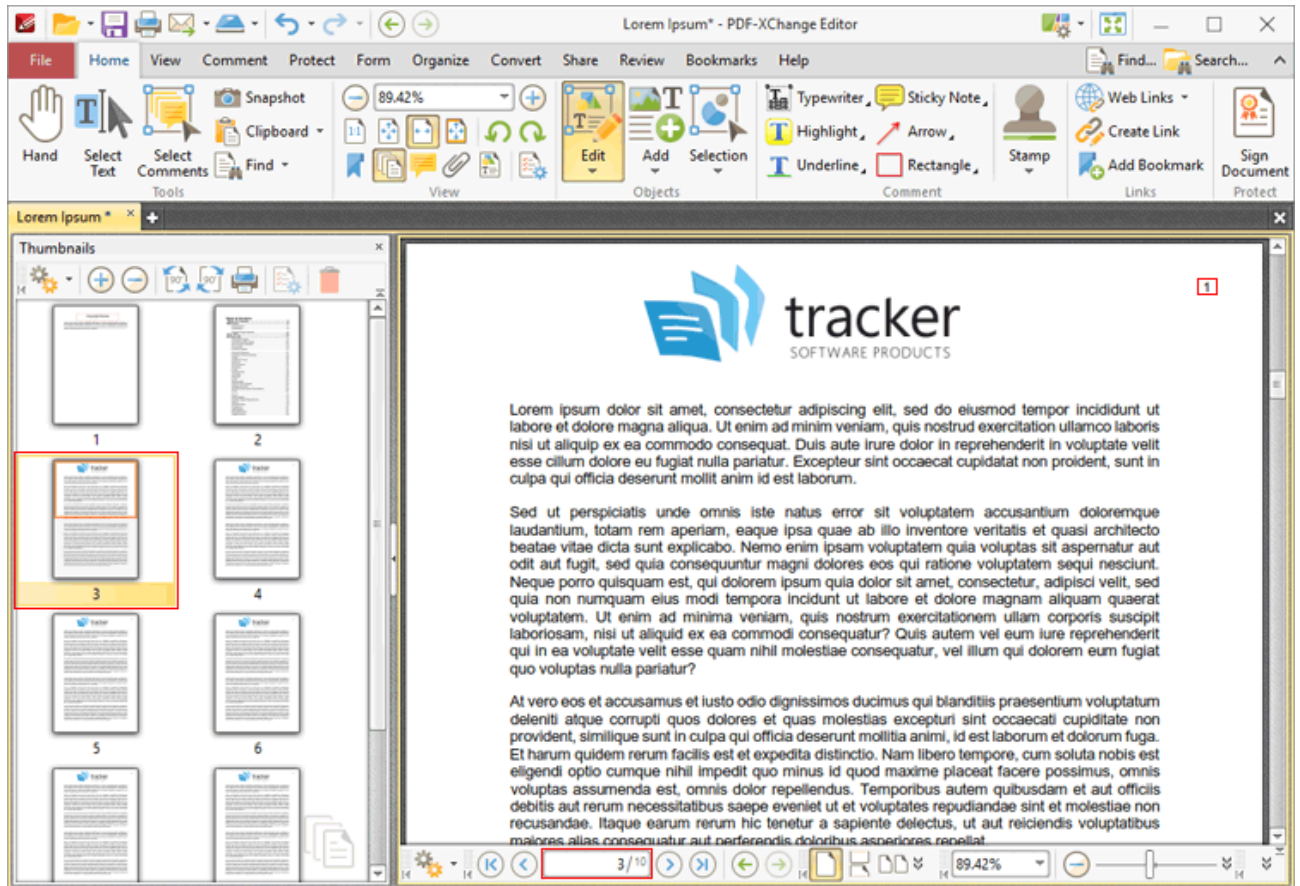 Lorem Ipsum* - PDF-XChange Editor
File Home View Comment Protect Form Organize Convert Share Review Bookmarks Help Find... Search...
Hand
Select Text
Select Comments
Snapshot
Clipboard
Find
Tools
89.42%
1:1
View
Edit
Add
Selection
Objects
Typewriter Sticky Note
Highlight Arrow
Underline Rectangle
Stamp
Comment
Web Links
Create Link
Add Bookmark
Links
Sign Document
Protect
Lorem Ipsum *
Thumbnails
90° 90°
1 2
tracker tracker
3 4
tracker tracker
5 6
tracker tracker
1
tracker
SOFTWARE PRODUCTS
Lorem ipsum dolor sit amet, consectetur adipiscing elit, sed do eiusmod tempor incididunt ut
labore et dolore magna aliqua. Ut enim ad minim veniam, quis nostrud exercitation ullamco laboris
nisi ut aliquip ex ea commodo consequat. Duis aute irure dolor in reprehenderit in voluptate velit
esse cillum dolore eu fugiat nulla pariatur. Excepteur sint occaecat cupidatat non proident, sunt in
culpa qui officia deserunt mollit anim id est laborum.
Sed ut perspiciatis unde omnis iste natus error sit voluptatem accusantium doloremque
laudantium, totam rem aperiam, eaque ipsa quae ab illo inventore veritatis et quasi architecto
beatae vitae dicta sunt explicabo. Nemo enim ipsam voluptatem quia voluptas sit aspernatur aut
odit aut fugit, sed quia consequuntur magni dolores eos qui ratione voluptatem sequi nesciunt.
Neque porro quisquam est, qui dolorem ipsum quia dolor sit amet, consectetur, adipisci velit, sed
quia non numquam eius modi tempora incidunt ut labore et dolore magnam aliquam quaerat
voluptatem. Ut enim ad minima veniam, quis nostrum exercitationem ullam corporis suscipit
laboriosam, nisi ut aliquid ex ea commodi consequatur? Quis autem vel eum iure reprehenderit
qui in ea voluptate velit esse quam nihil molestiae consequatur, vel illum qui dolorem eum fugiat
quo voluptas nulla pariatur?
At vero eos et accusamus et iusto odio dignissimos ducimus qui blanditiis praesentium voluptatum
deleniti atque corrupti quos dolores et quas molestias excepturi sint occaecati cupiditate non
provident, similique sunt in culpa qui officia deserunt mollitia animi, id est laborum et dolorum fuga.
Et harum quidem rerum facilis est et expedita distinctio. Nam libero tempore, cum soluta nobis est
eligendi optio cumque nihil impedit quo minus id quod maxime placeat facere possimus, omnis
voluptas assumenda est, omnis dolor repellendus. Temporibus autem quibusdam et aut officiis
debitis aut rerum necessitatibus saepe eveniet ut et voluptates repudiandae sint et molestiae non
recusandae. Itaque earum rerum hic tenetur a sapiente delectus, ut aut reiciendis voluptatibus
maiores alias consequatur aut perferendis doloribus asperiores repellat
3/10
89.42%